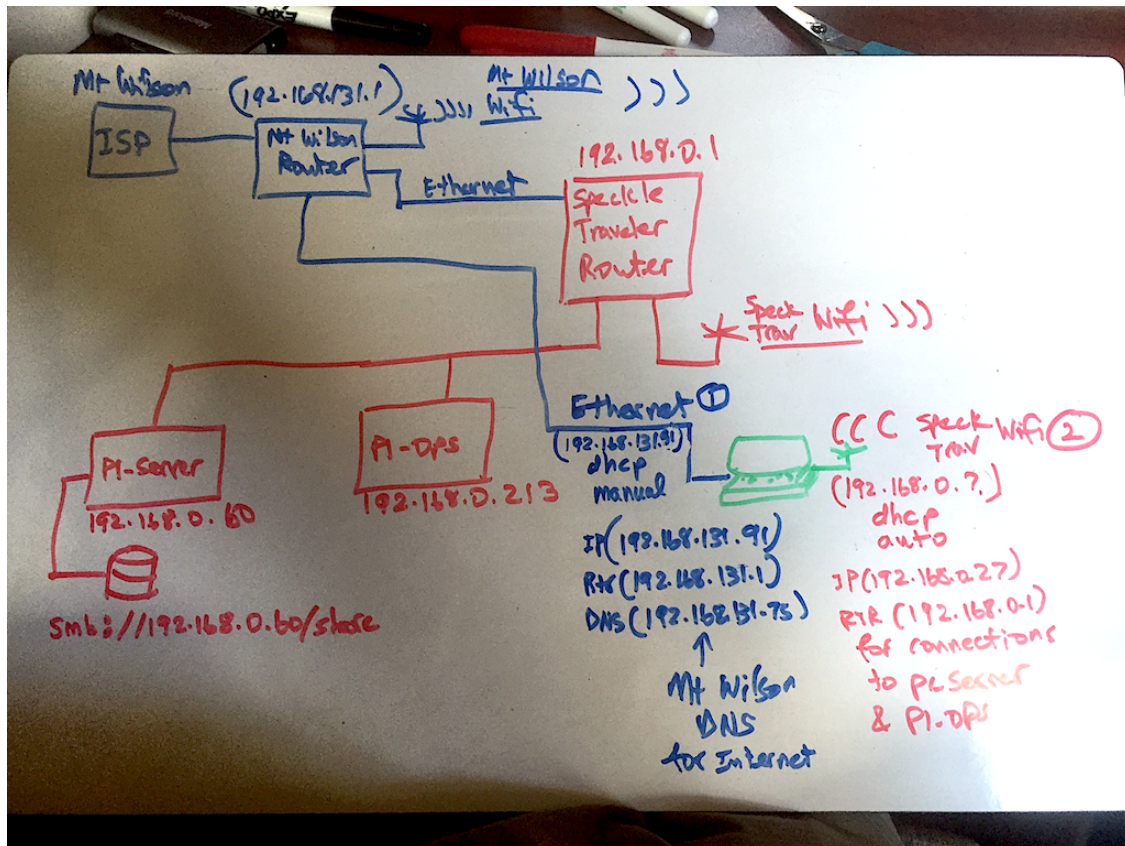 EXPO
Mt Wilson
ISP
(192.168.131.1)
Mt Wilson
Router
Mt Wilson
Wifi
Ethernet
192.168.0.1
Speckle
Traveler
Router
Speck
Trav
Wifi
Pi-Server
192.168.0.60
smb://192.168.0.60/share
PI-OPS
192.168.0.213
Ethernet 1
(192.168.131.91)
dhcp
manual
IP(192.168.131.91)
Rtr(192.168.131.1)
DNS(192.168.131.75)
Mt Wilson
DNS
for Internet
Speck
Trav
Wifi 2
(192.168.0.?.)
dhcp
auto
IP(192.168.0.27)
RTR (192.168.0.1)
for connections
to pi server
& PI-OPS